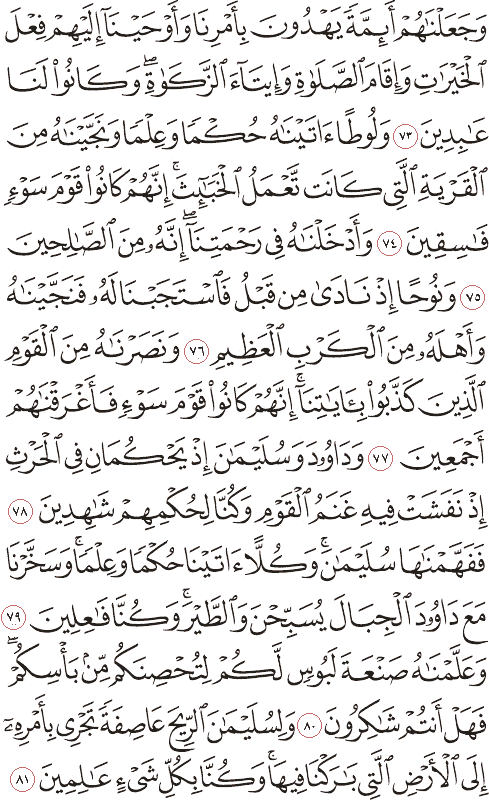 وَجَعَلْنَٰهُمْ أَئِمَّةً يَهْدُونَ بِأَمْرِنَا وَأَوْحَيْنَآ إِلَيْهِمْ فِعْلَ
ٱلْخَيْرَٰتِ وَإِقَامَ ٱلصَّلَوٰةِ وَإِيتَآءَ ٱلزَّكَوٰةِ ۖ وَكَانُوا۟ لَنَا
عَٰبِدِينَ ٧٣ وَلُوطًا ءَاتَيْنَٰهُ حُكْمًا وَعِلْمًا وَنَجَّيْنَٰهُ مِنَ
ٱلْقَرْيَةِ ٱلَّتِى كَانَت تَّعْمَلُ ٱلْخَبَٰٓئِثَ ۗ إِنَّهُمْ كَانُوا۟ قَوْمَ سَوْءٍ
فَٰسِقِينَ ٧٤ وَأَدْخَلْنَٰهُ فِى رَحْمَتِنَآ ۖ إِنَّهُۥ مِنَ ٱلصَّٰلِحِينَ
٧٥ وَنُوحًا إِذْ نَادَىٰ مِن قَبْلُ فَٱسْتَجَبْنَا لَهُۥ فَنَجَّيْنَٰهُ
وَأَهْلَهُۥ مِنَ ٱلْكَرْبِ ٱلْعَظِيمِ ٧٦ وَنَصَرْنَٰهُ مِنَ ٱلْقَوْمِ
ٱلَّذِينَ كَذَّبُوا۟ بِـَٔايَٰتِنَآ ۚ إِنَّهُمْ كَانُوا۟ قَوْمَ سَوْءٍ فَأَغْرَقْنَٰهُمْ
أَجْمَعِينَ ٧٧ وَدَاوُۥدَ وَسُلَيْمَٰنَ إِذْ يَحْكُمَانِ فِى ٱلْحَرْثِ
إِذْ نَفَشَتْ فِيهِ غَنَمُ ٱلْقَوْمِ وَكُنَّا لِحُكْمِهِمْ شَٰهِدِينَ ٧٨
فَفَهَّمْنَٰهَا سُلَيْمَٰنَ ۚ وَكُلًّا ءَاتَيْنَا حُكْمًا وَعِلْمًا ۚ وَسَخَّرْنَا
مَعَ دَاوُۥدَ ٱلْجِبَالَ يُسَبِّحْنَ وَٱلطَّيْرَ ۚ وَكُنَّا فَٰعِلِينَ ٧٩
وَعَلَّمْنَٰهُ صَنْعَةَ لَبُوسٍ لَّكُمْ لِتُحْصِنَكُم مِّنۢ بَأْسِكُمْ ۖ
فَهَلْ أَنتُمْ شَٰكِرُونَ ٨٠ وَلِسُلَيْمَٰنَ ٱلرِّيحَ عَاصِفَةً تَجْرِى بِأَمْرِهِۦٓ
إِلَى ٱلْأَرْضِ ٱلَّتِى بَٰرَكْنَا فِيهَا ۚ وَكُنَّا بِكُلِّ شَىْءٍ عَٰلِمِينَ ٨١